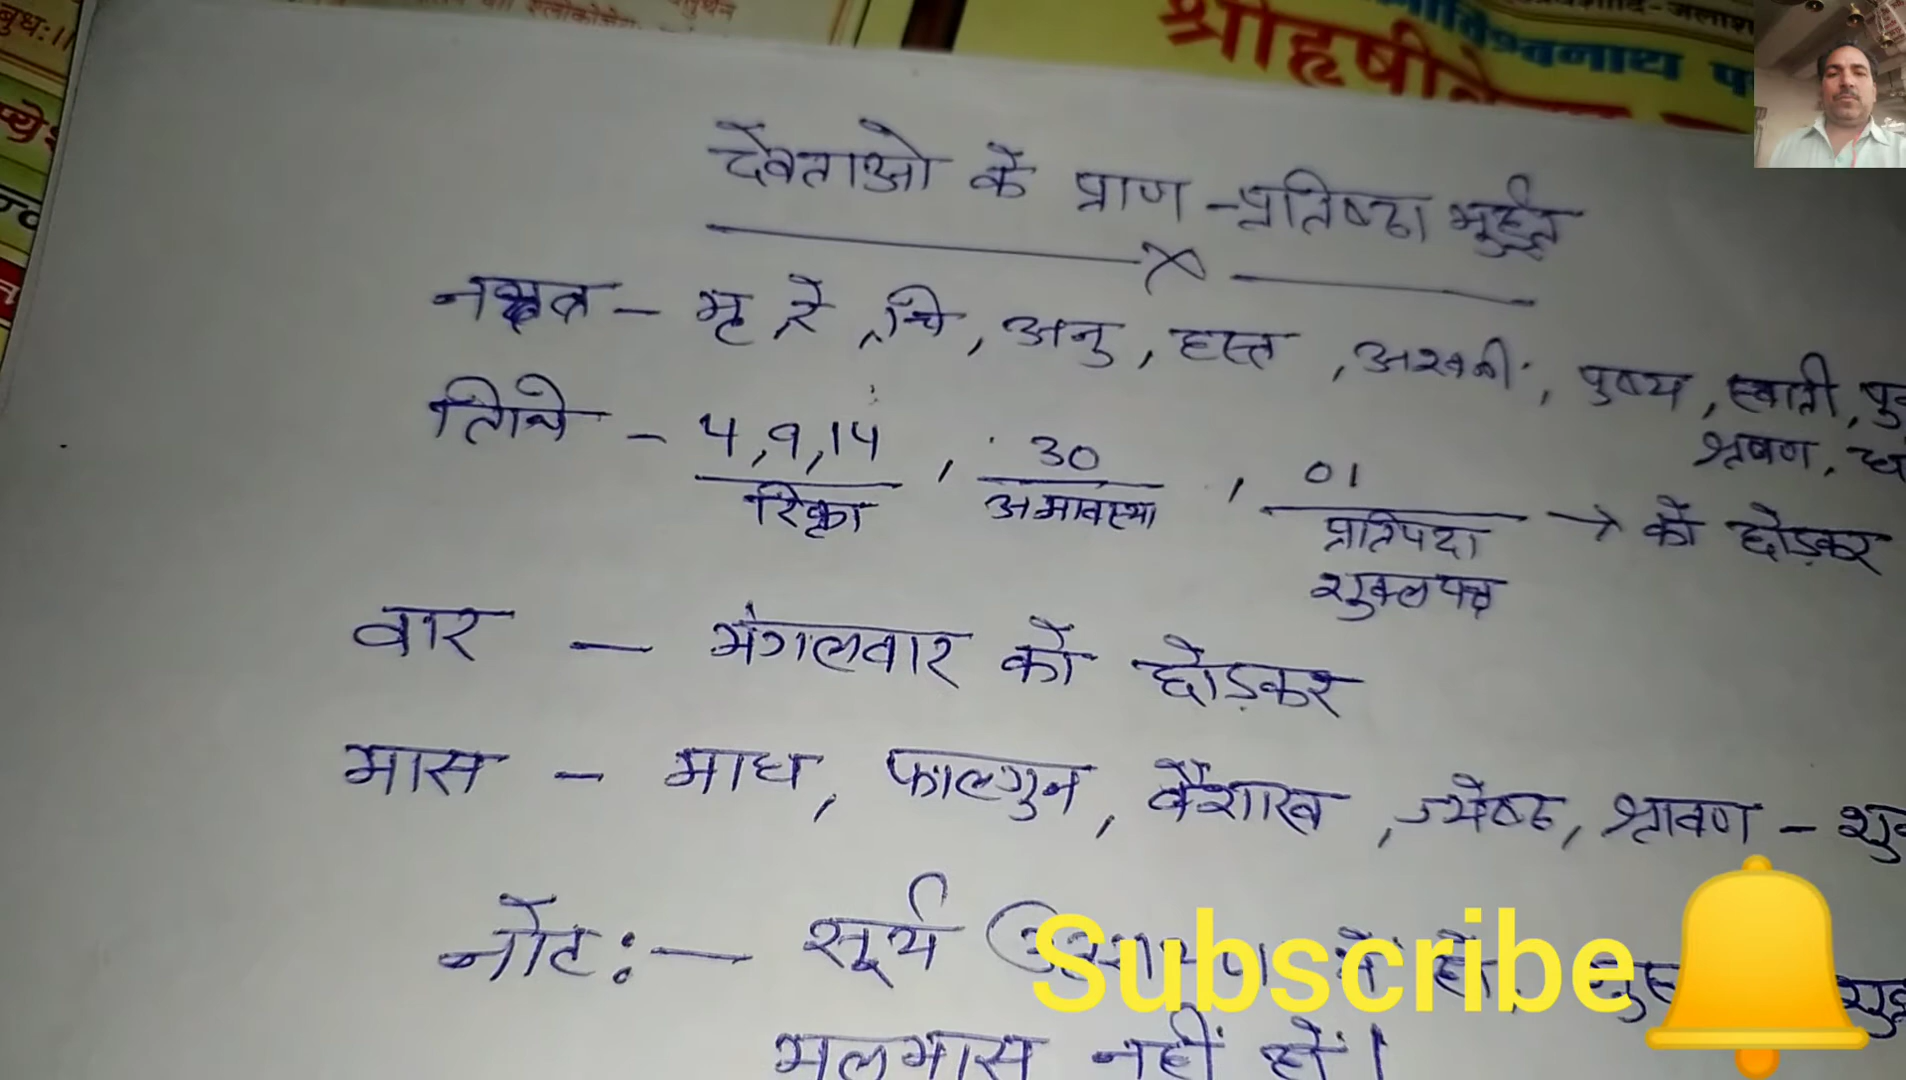 बुधः।।
श्रीहृषीके
देवताओ के प्राण-प्रतिष्ठा मुहूर्त
नक्षत्र - मृ, रे, चि, अनु, हस्त, अश्वनी, पुष्य, स्वाती,
श्रवण,
तिथि - 4,9,14, 30, 01
रिक्ता अमावस्या प्रतिपदा → को छोड़कर
शुक्लपक्ष
वार - मंगलवार को छोड़कर
मास - माघ, फाल्गुन, वैशाख, ज्येष्ठ, श्रावण -
नोट:- सूर्य में हो,
Subscribe
मलमास नहीं हो।